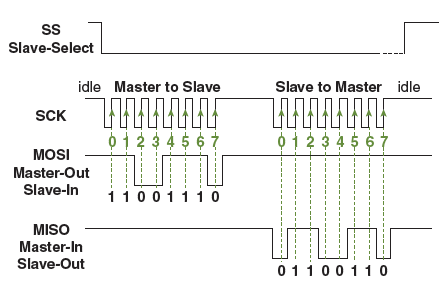 SS
Slave-Select
idle Master to Slave Slave to Master idle
SCK
0 1 2 3 4 5 6 7 0 1 2 3 4 5 6 7
MOSI
Master-Out
Slave-In
1 1 0 0 1 1 1 0
MISO
Master-In
Slave-Out
0 1 1 0 0 1 1 0